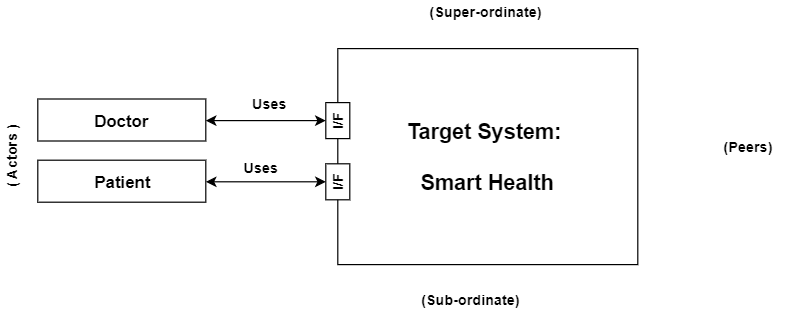 (Super-ordinate)
(Actors)
Doctor
Uses
I/F
Patient
Uses
I/F
Target System:
Smart Health
(Peers)
(Sub-ordinate)